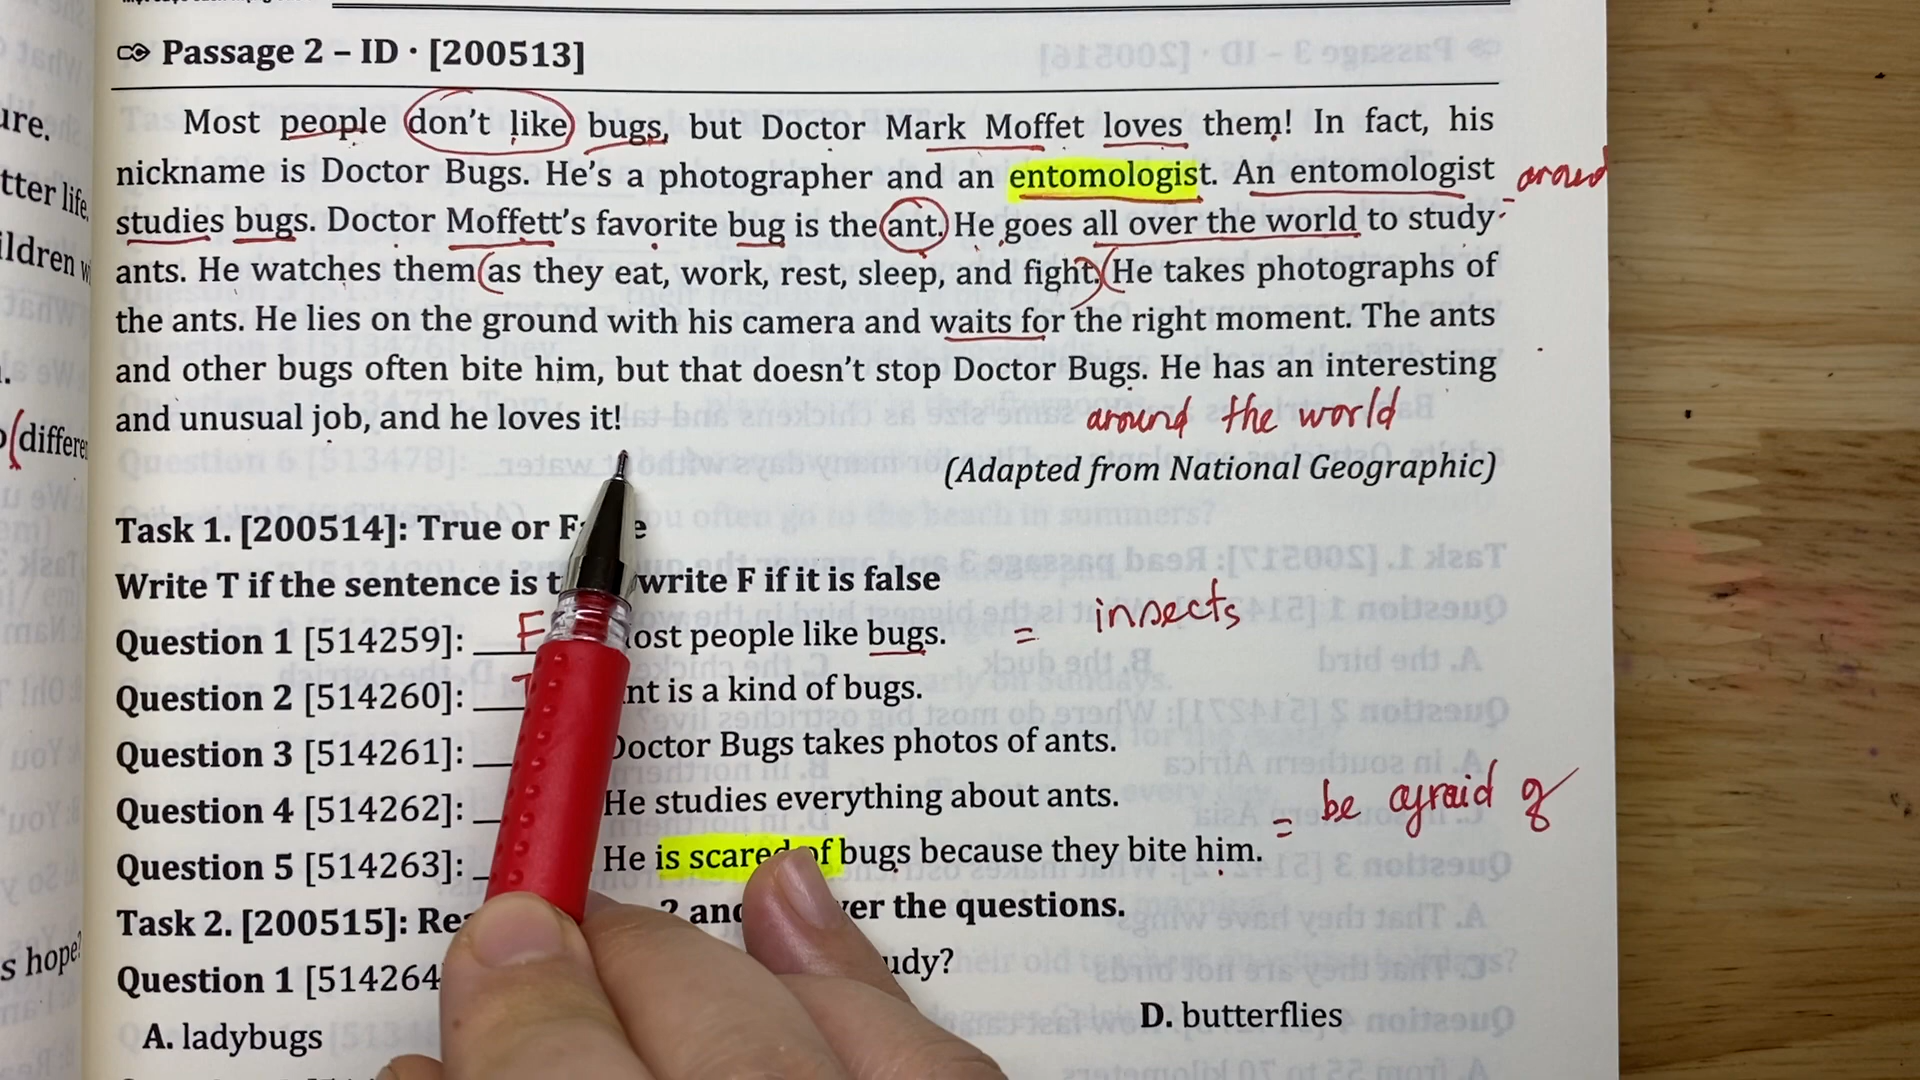 Passage 2 – ID · [200513]
Most people don't like bugs, but Doctor Mark Moffet loves them! In fact, his
nickname is Doctor Bugs. He's a photographer and an entomologist. An entomologist
around
studies bugs. Doctor Moffett's favorite bug is the ant. He goes all over the world to study
ants. He watches them as they eat, work, rest, sleep, and fight. He takes photographs of
the ants. He lies on the ground with his camera and waits for the right moment. The ants
and other bugs often bite him, but that doesn't stop Doctor Bugs. He has an interesting
and unusual job, and he loves it!
around the world
(Adapted from National Geographic)
Task 1. [200514]: True or
Write T if the sentence is write F if it is false
Question 1 [514259]: F people like bugs. = insects
Question 2 [514260]: is a kind of bugs.
Question 3 [514261]: Doctor Bugs takes photos of ants.
Question 4 [514262]: He studies everything about ants.
Question 5 [514263]: He is scared of bugs because they bite him. = be afraid of
Task 2. [200515]: the questions.
Question 1 [514264
A. ladybugs
D. butterflies
ure.
tter life.
ildren
s hope?